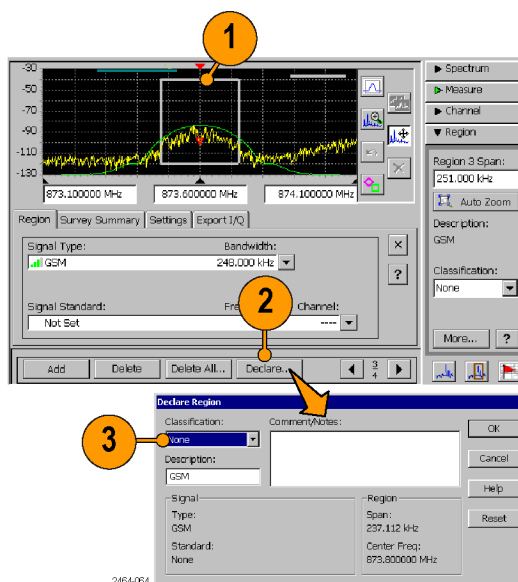 1
-30
-50
-70
-90
-110
-130
873.100000 MHz
873.600000 MHz
874.100000 MHz
Spectrum
Measure
Channel
Region
Region 3 Span:
251.000 kHz
Auto Zoom
Description:
GSM
Classification:
None
More...
?
Region
Survey Summary
Settings
Export I/Q
Signal Type:
Bandwidth:
GSM
248.000 kHz
×
?
Signal Standard:
Channel:
Not Set
----
2
Add
Delete
Delete All...
Declare...
3
4
Declare Region
3
Classification:
None
Description:
GSM
Comment/Notes:
OK
Cancel
Help
Reset
Signal
Type:
GSM
Standard:
None
Region
Span:
237.112 kHz
Center Freq:
873.800000 MHz
2464-064